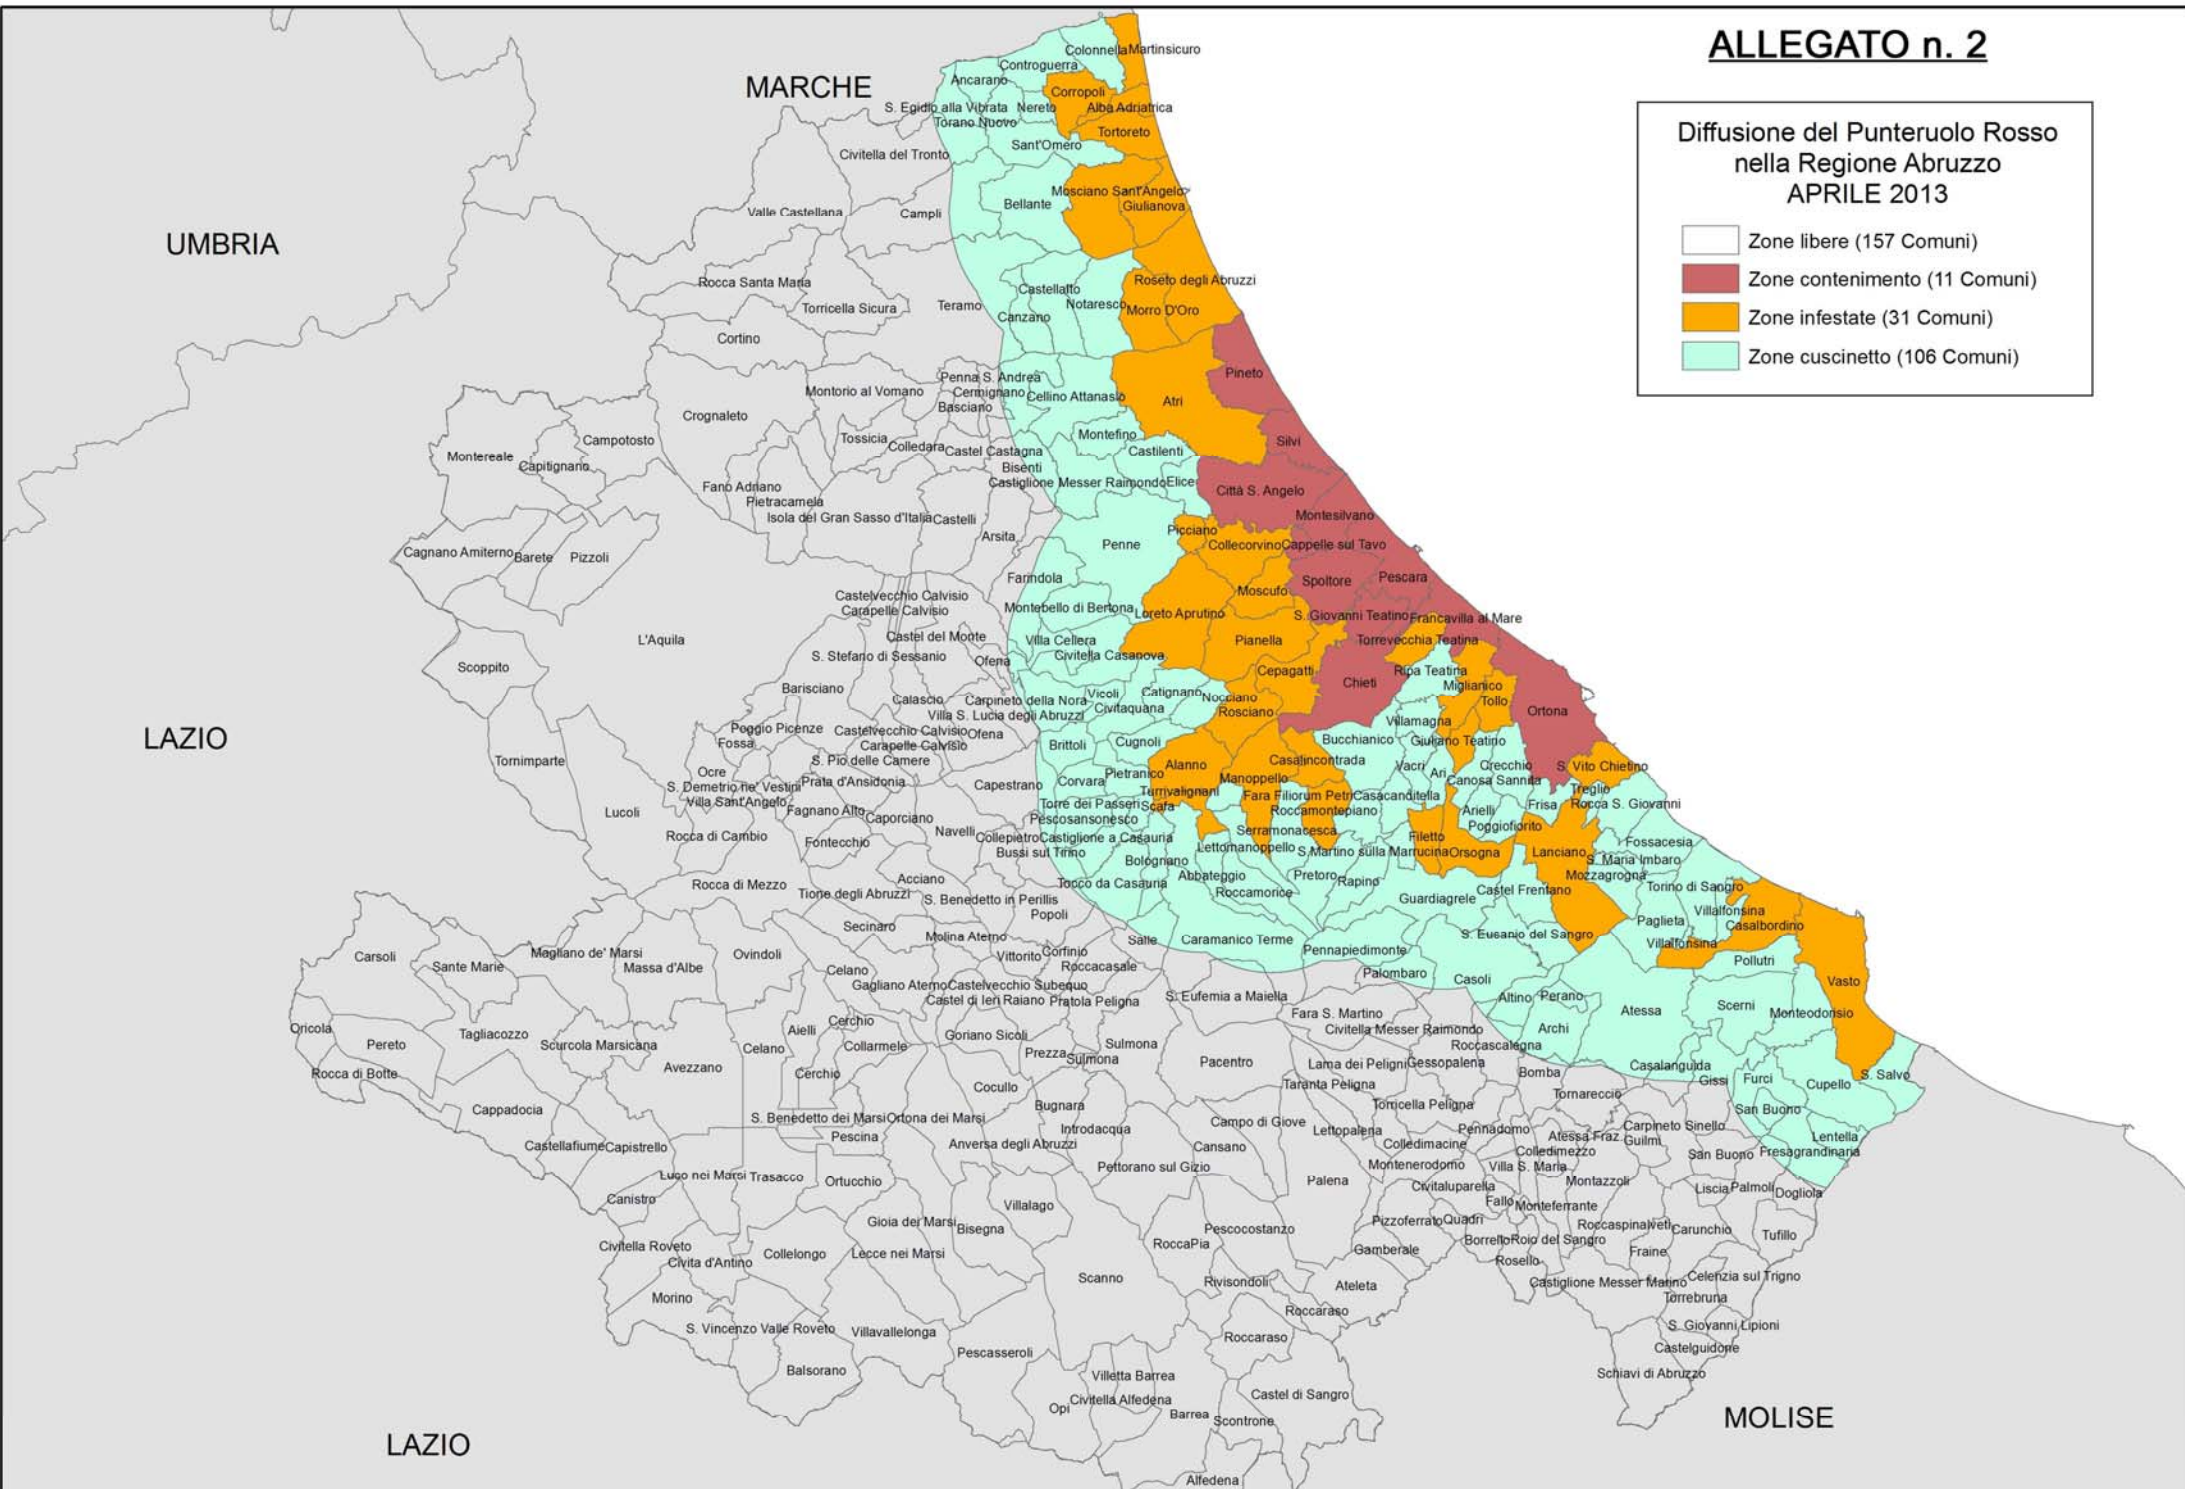 ALLEGATO n. 2
Diffusione del Punteruolo Rosso
nella Regione Abruzzo
APRILE 2013
Zone libere (157 Comuni)
Zone contenimento (11 Comuni)
Zone infestate (31 Comuni)
Zone cuscinetto (106 Comuni)
MARCHE
UMBRIA
LAZIO
LAZIO
MOLISE
Colonnella
Martinsicuro
Controguerra
Ancarano
Corropoli
S. Egidio alla Vibrata
Nereto
Alba Adriatrica
Torano Nuovo
Tortoreto
Sant'Omero
Civitella del Tronto
Mosciano Sant'Angelo
Giulianova
Bellante
Valle Castellana
Campli
Rocca Santa Maria
Roseto degli Abruzzi
Castellalto
Notaresco
Morro D'Oro
Torricella Sicura
Teramo
Canzano
Cortino
Pineto
Penna S. Andrea
Cermignano
Cellino Attanasio
Montorio al Vomano
Basciano
Atri
Crognaleto
Campotosto
Tossicia
Colledara
Castel Castagna
Montefino
Silvi
Castilenti
Montereale
Capitignano
Bisenti
Castiglione Messer Raimondo
Elice
Città S. Angelo
Fano Adriano
Pietracamela
Isola del Gran Sasso d'Italia
Castelli
Montesilvano
Arsita
Picciano
Penne
Collecorvino
Cappelle sul Tavo
Cagnano Amiterno
Barete
Pizzoli
Farindola
Spoltore
Pescara
Moscufo
Castelvecchio Calvisio
Carapelle Calvisio
Montebello di Bertona
Loreto Aprutino
S. Giovanni Teatino
Francavilla al Mare
L'Aquila
Castel del Monte
Villa Cellera
Pianella
Torrevecchia Teatina
S. Stefano di Sessanio
Ofena
Civitella Casanova
Scoppito
Cepagatti
Ripa Teatina
Barisciano
Chieti
Miglianico
Calascio
Carpineto della Nora
Vicoli
Catignano
Nocciano
Tollo
Villa S. Lucia degli Abruzzi
Civitaquana
Rosciano
Ortona
Villamagna
Poggio Picenze
Castelvecchio Calvisio
Ofena
Fossa
Carapelle Calvisio
Brittoli
Cugnoli
Bucchianico
Giuliano Teatino
Tornimparte
S. Pio delle Camere
Alanno
Casalincontrada
Vacri
Ari
Crecchio
S. Vito Chietino
Ocre
Prata d'Ansidonia
Corvara
Pietranico
Manoppello
Canosa Sannita
S. Demetrio ne' Vestini
Capestrano
Turrivalignani
Fara Filiorum Petri
Casacanditella
Treglio
Villa Sant'Angelo
Torre dei Passeri
Scafa
Frisa
Rocca S. Giovanni
Lucoli
Fagnano Alto
Caporciano
Pescosansonesco
Roccamontepiano
Arielli
Rocca di Cambio
Navelli
Serramonacesca
Poggiofiorito
Collepietro
Castiglione a Casauria
Filetto
Fontecchio
Bussi sul Tirino
Lettomanoppello
S. Martino sulla Marrucina
Orsogna
Lanciano
Fossacesia
Bolognano
S. Maria Imbaro
Acciano
Abbateggio
Pretoro
Rapino
Mozzagrogna
Rocca di Mezzo
Tocco da Casauria
Roccamorice
Castel Frentano
Torino di Sangro
Tione degli Abruzzi
S. Benedetto in Perillis
Guardiagrele
Villalfonsina
Popoli
Paglieta
Casalbordino
Secinaro
Molina Aterno
Salle
Caramanico Terme
Pennapiedimonte
S. Eusanio del Sangro
Villalfonsina
Magliano de' Marsi
Ovindoli
Vittorito
Corfinio
Pollutri
Carsoli
Sante Marie
Massa d'Albe
Celano
Roccacasale
Palombaro
Casoli
Vasto
Gagliano Aterno
Castelvecchio Subequo
Castel di Ieri
Raiano
Pratola Peligna
S. Eufemia a Maiella
Altino
Perano
Atessa
Scerni
Monteodorisio
Oricola
Pereto
Tagliacozzo
Scurcola Marsicana
Aielli
Cerchio
Collarmele
Goriano Sicoli
Fara S. Martino
Civitella Messer Raimondo
Archi
Celano
Prezza
Sulmona
Sulmona
Roccascalegna
Avezzano
Pacentro
Lama dei Peligni
Gessopalena
Bomba
Casalanguida
Rocca di Botte
Cerchio
Cocullo
Taranta Peligna
Gissi
Furci
Cupello
S. Salvo
Tornareccio
Cappadocia
Bugnara
Torricella Peligna
San Buono
S. Benedetto dei Marsi
Ortona dei Marsi
Introdacqua
Campo di Giove
Lettopalena
Pennadomo
Carpineto Sinello
Castellafiume
Capistrello
Pescina
Anversa degli Abruzzi
Cansano
Colledimacine
Atessa Fraz
Guilmi
Lentella
Colledimezzo
San Buono
Fresagrandinaria
Luco nei Marsi
Trasacco
Ortucchio
Pettorano sul Gizio
Palena
Montenerodomo
Villa S. Maria
Montazzoli
Canistro
Villalago
Civitaluparella
Fallo
Monteferrante
Liscia
Palmoli
Dogliola
Gioia dei Marsi
Bisegna
Pescocostanzo
Pizzoferrato
Quadri
Roccaspinalveti
Carunchio
Tufillo
Civitella Roveto
Collelongo
Lecce nei Marsi
RoccaPia
Gamberale
Borrello
Roio del Sangro
Fraine
Civita d'Antino
Rosello
Scanno
Rivisondoli
Ateleta
Castiglione Messer Marino
Celenzia sul Trigno
Morino
Torrebruna
S. Vincenzo Valle Roveto
Villavallelonga
Roccaraso
Roccaraso
S. Giovanni Lipioni
Pescasseroli
Castelguidone
Balsorano
Villetta Barrea
Schiavi di Abruzzo
Opi
Civitella Alfedena
Barrea
Castel di Sangro
Scontrone
Alfedena